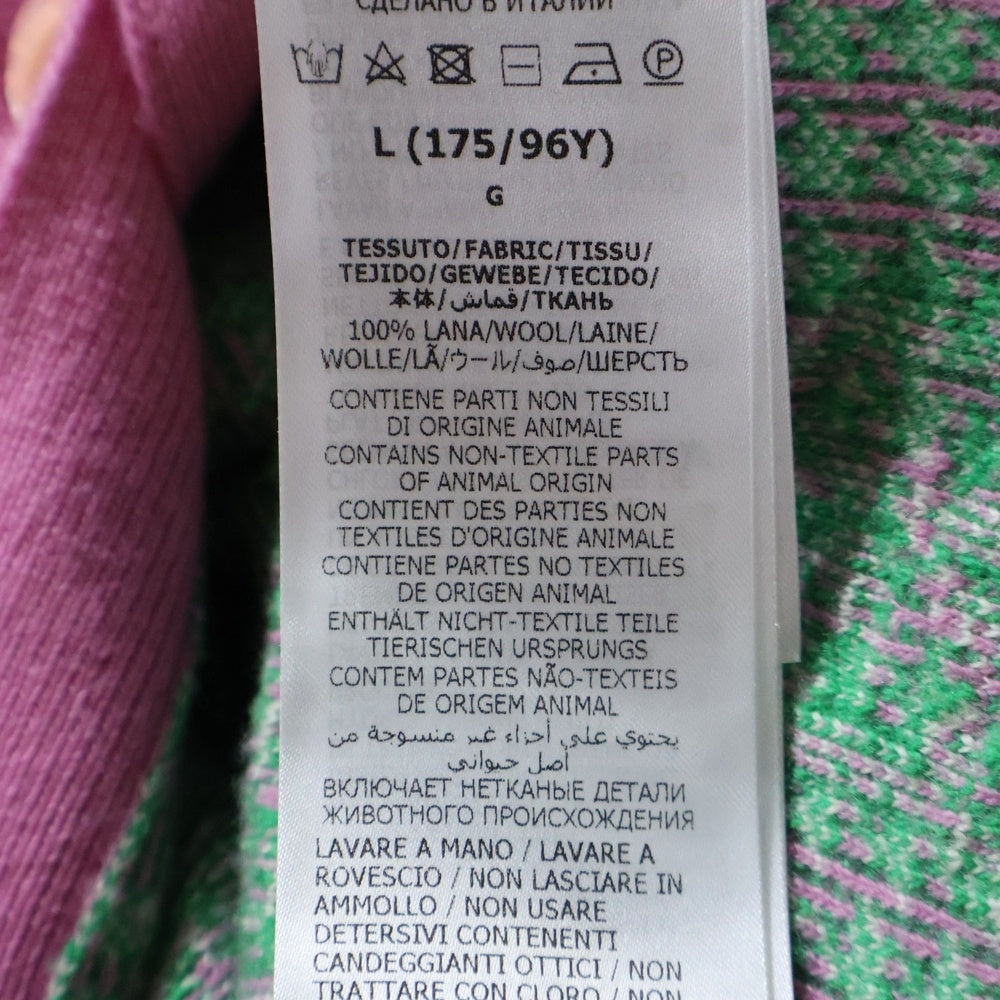 СДЕЛАНО В ИТАЛИИ
P
L (175/96Y)
G
TESSUTO/FABRIC/TISSU/
TEJIDO/GEWEBE/TECIDO/
本体/قماش/ТКАНЬ
100% LANA/WOOL/LAINE/
WOLLE/LÃ/ウール/صوف/ШЕРСТЬ
CONTIENE PARTI NON TESSILI
DI ORIGINE ANIMALE
CONTAINS NON-TEXTILE PARTS
OF ANIMAL ORIGIN
CONTIENT DES PARTIES NON
TEXTILES D'ORIGINE ANIMALE
CONTIENE PARTES NO TEXTILES
DE ORIGEN ANIMAL
ENTHÄLT NICHT-TEXTILE TEILE
TIERISCHEN URSPRUNGS
CONTEM PARTES NÃO-TEXTEIS
DE ORIGEM ANIMAL
يحتوي على أجزاء غير منسوجة من
أصل حيواني
ВКЛЮЧАЕТ НЕТКАНЫЕ ДЕТАЛИ
ЖИВОТНОГО ПРОИСХОЖДЕНИЯ
LAVARE A MANO / LAVARE A
ROVESCIO / NON LASCIARE IN
AMMOLLO / NON USARE
DETERSIVI CONTENENTI
CANDEGGIANTI OTTICI / NON
TRATTARE CON CLORO / NON